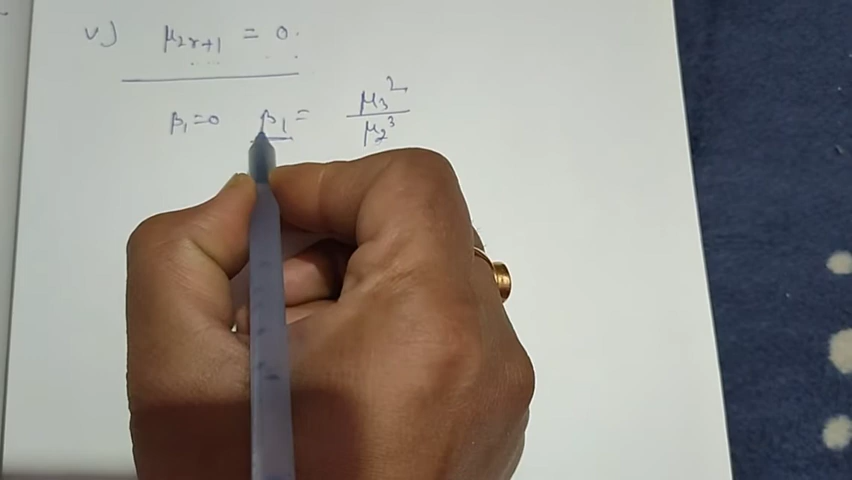 v) μ₂ᵣ₊₁ = 0.
β₁=0 β₁ = μ₃² / μ₂³